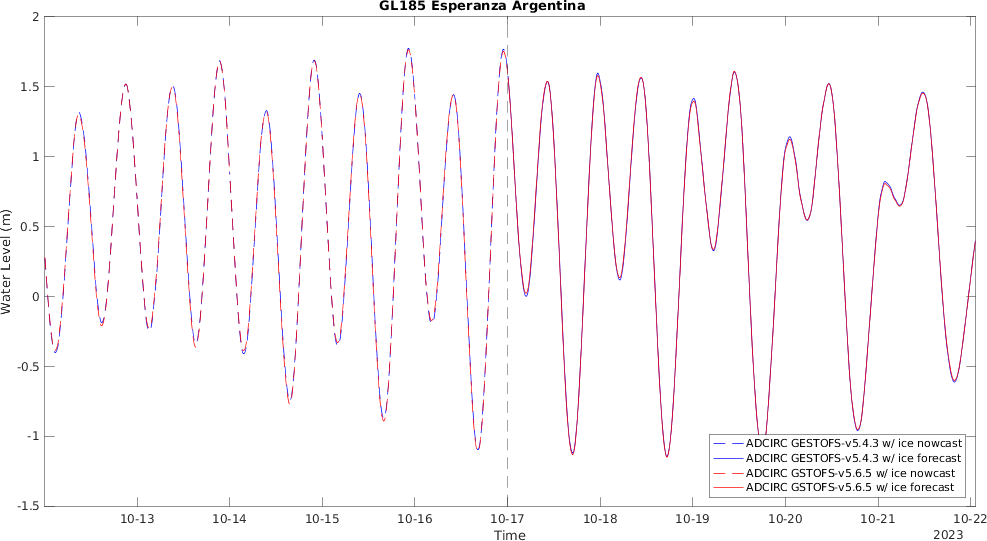 GL185 Esperanza Argentina
2
1.5
1
0.5
0
-0.5
-1
-1.5
Water Level (m)
ADCIRC GESTOFS-v5.4.3 w/ ice nowcast
ADCIRC GESTOFS-v5.4.3 w/ ice forecast
ADCIRC GSTOFS-v5.6.5 w/ ice nowcast
ADCIRC GSTOFS-v5.6.5 w/ ice forecast
10-13 10-14 10-15 10-16 10-17 10-18 10-19 10-20 10-21 10-22
Time
2023